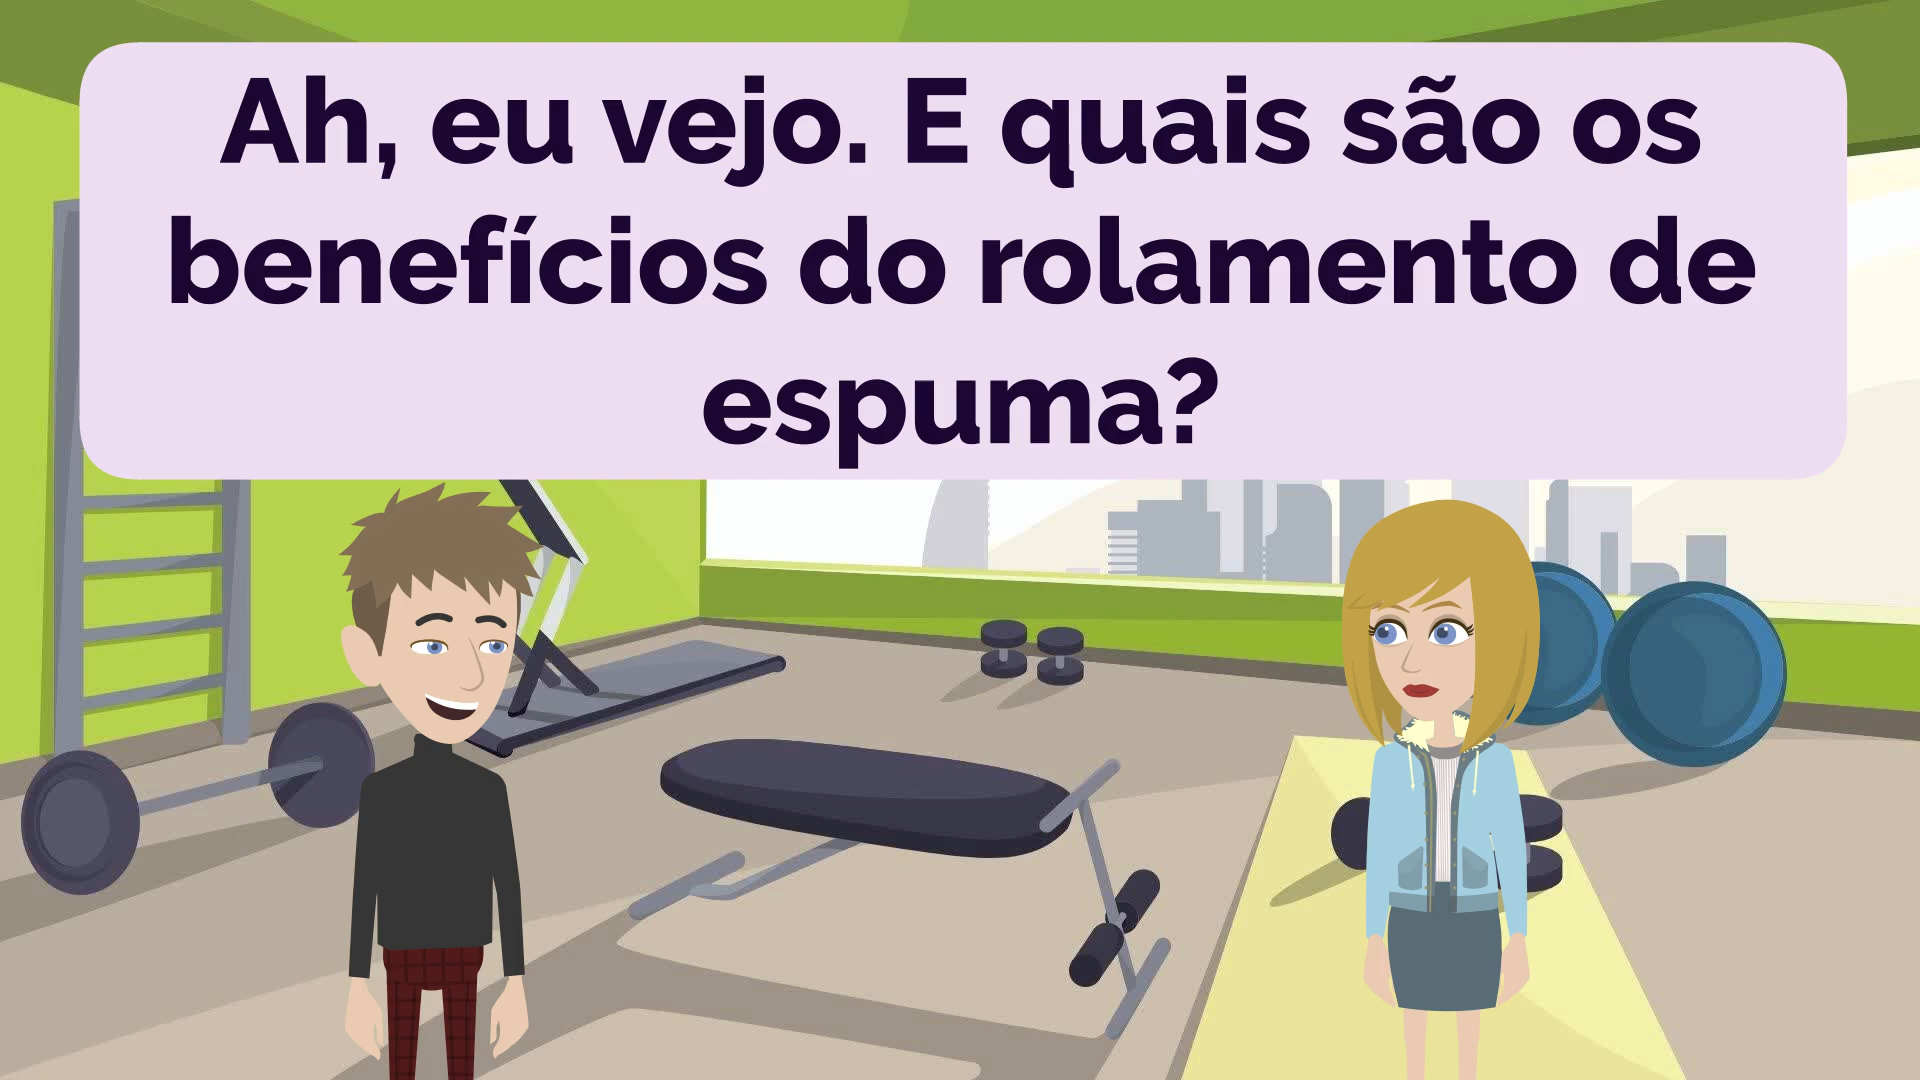 Ah, eu vejo. E quais são os
benefícios do rolamento de
espuma?